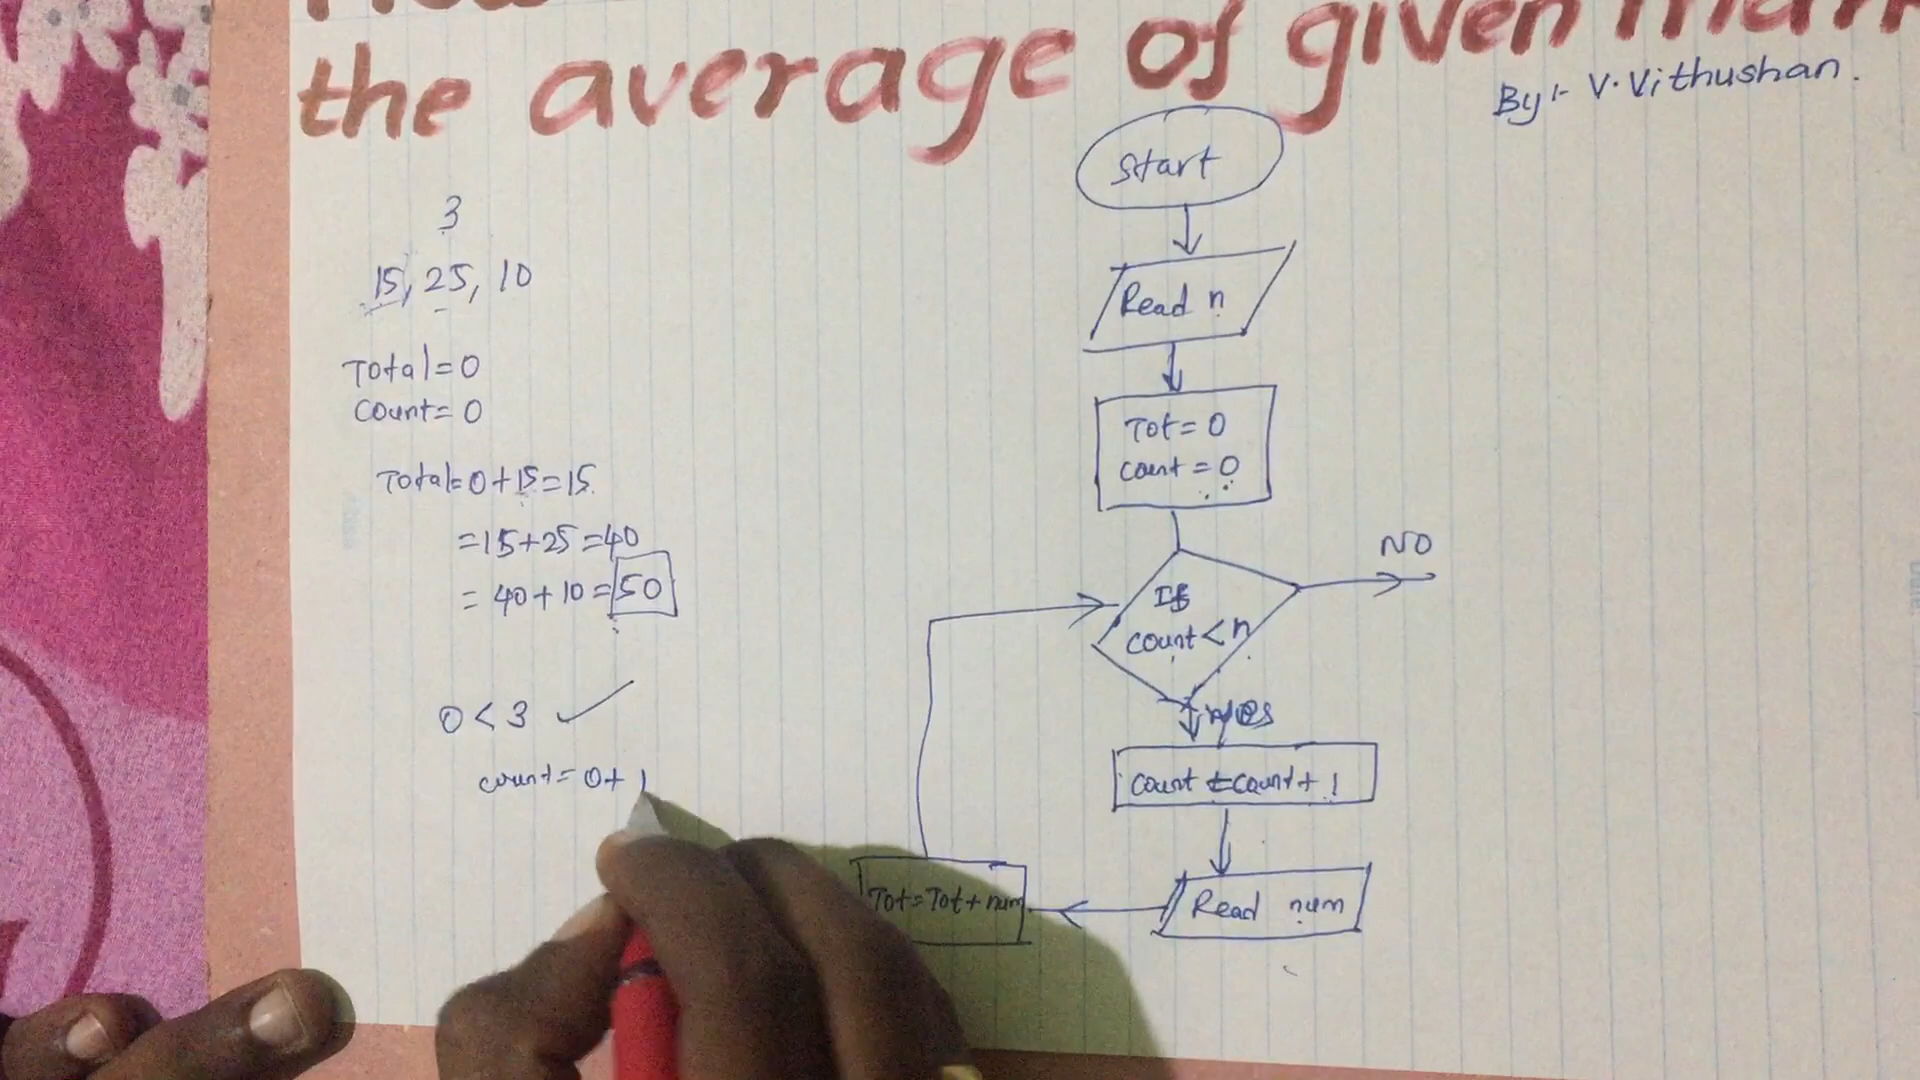 the average of given
By:- V.Vithushan.
3
15, 25, 10
Total=0
count=0
Total=0+15=15
=15+25=40
=40+10=50
0<3 ✓
count=0+1
Start
Read n
Tot=0
count=0
If
count<n
NO
Yes
count=count+1
Read num
Tot=Tot+num